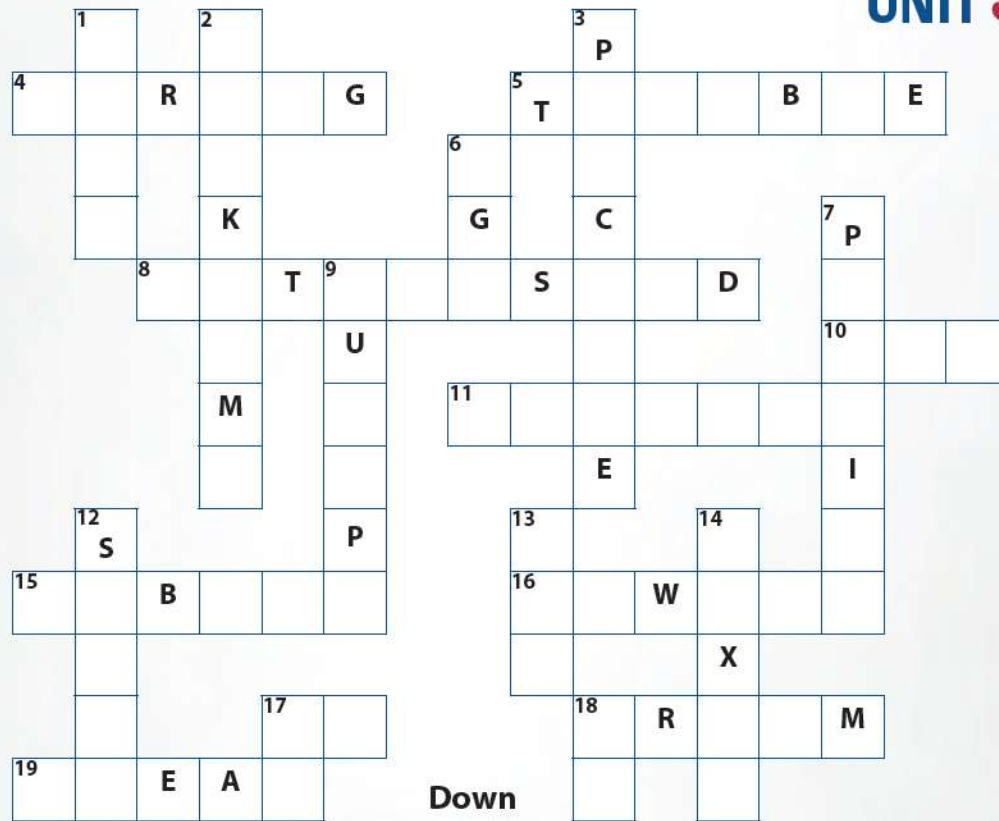 UNIT
1 2 3
P
4 R G 5 T B E
6
K G C 7 P
8 T 9 S D
U 10
M 11
E I
12 S P 13 14
15 B 16 W
X
17 18 R M
19 E A
Down